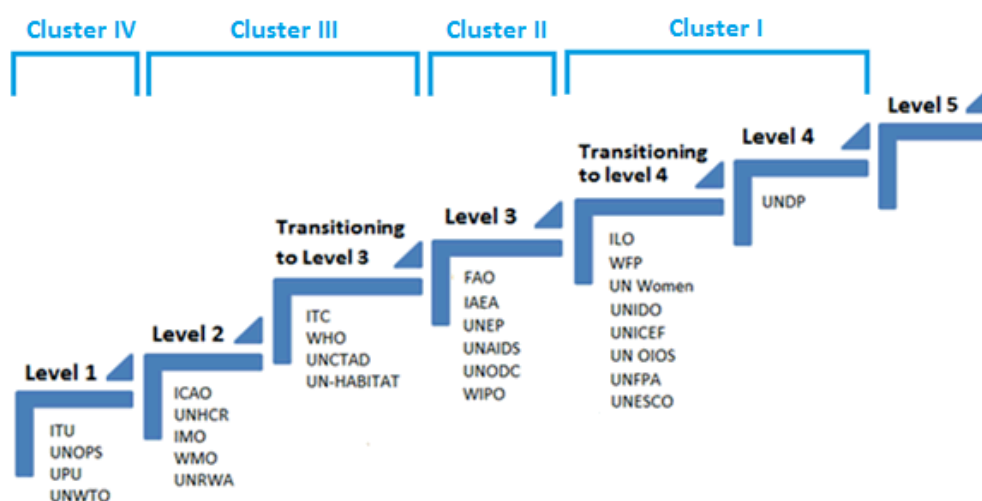 Cluster IV
Cluster III
Cluster II
Cluster I
Level 1
ITU
UNOPS
UPU
UNWTO
Level 2
ICAO
UNHCR
IMO
WMO
UNRWA
Transitioning
to Level 3
ITC
WHO
UNCTAD
UN-HABITAT
Level 3
FAO
IAEA
UNEP
UNAIDS
UNODC
WIPO
Transitioning
to level 4
ILO
WFP
UN Women
UNIDO
UNICEF
UN OIOS
UNFPA
UNESCO
Level 4
UNDP
Level 5